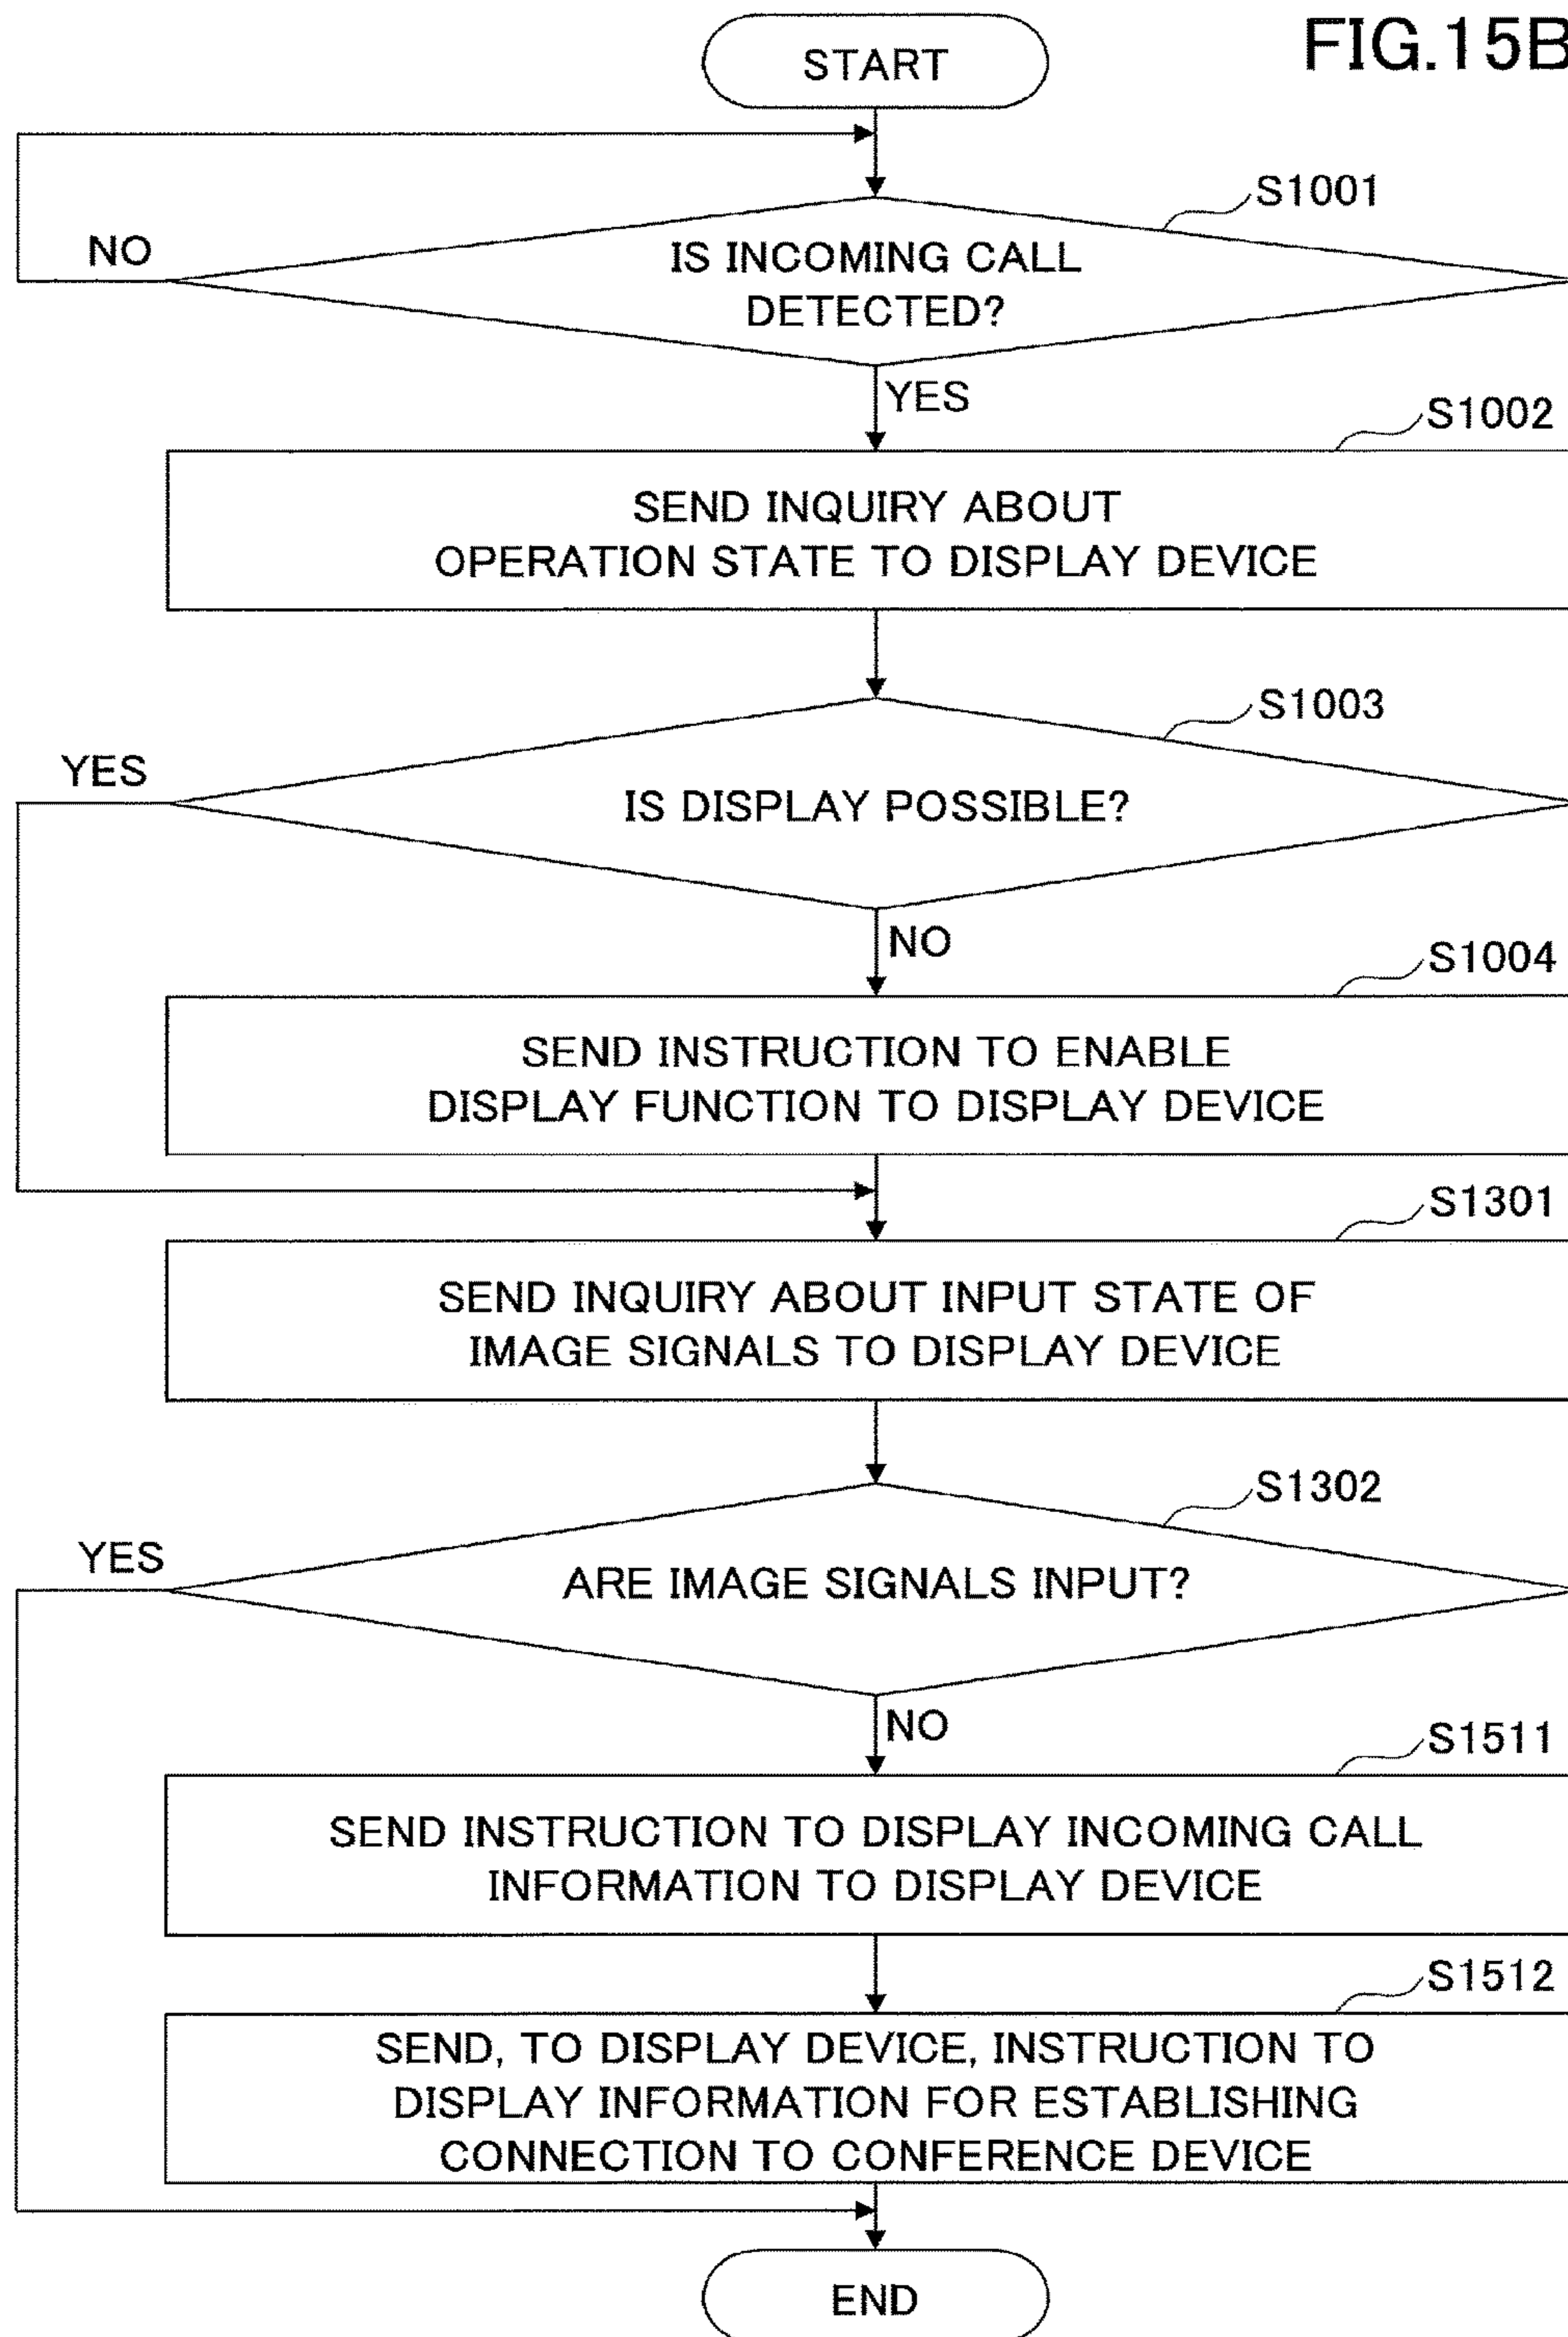 FIG.15B
START
S1001
NO
IS INCOMING CALL
DETECTED?
YES
S1002
SEND INQUIRY ABOUT
OPERATION STATE TO DISPLAY DEVICE
S1003
YES
IS DISPLAY POSSIBLE?
NO
S1004
SEND INSTRUCTION TO ENABLE
DISPLAY FUNCTION TO DISPLAY DEVICE
S1301
SEND INQUIRY ABOUT INPUT STATE OF
IMAGE SIGNALS TO DISPLAY DEVICE
S1302
YES
ARE IMAGE SIGNALS INPUT?
NO
S1511
SEND INSTRUCTION TO DISPLAY INCOMING CALL
INFORMATION TO DISPLAY DEVICE
S1512
SEND, TO DISPLAY DEVICE, INSTRUCTION TO
DISPLAY INFORMATION FOR ESTABLISHING
CONNECTION TO CONFERENCE DEVICE
END